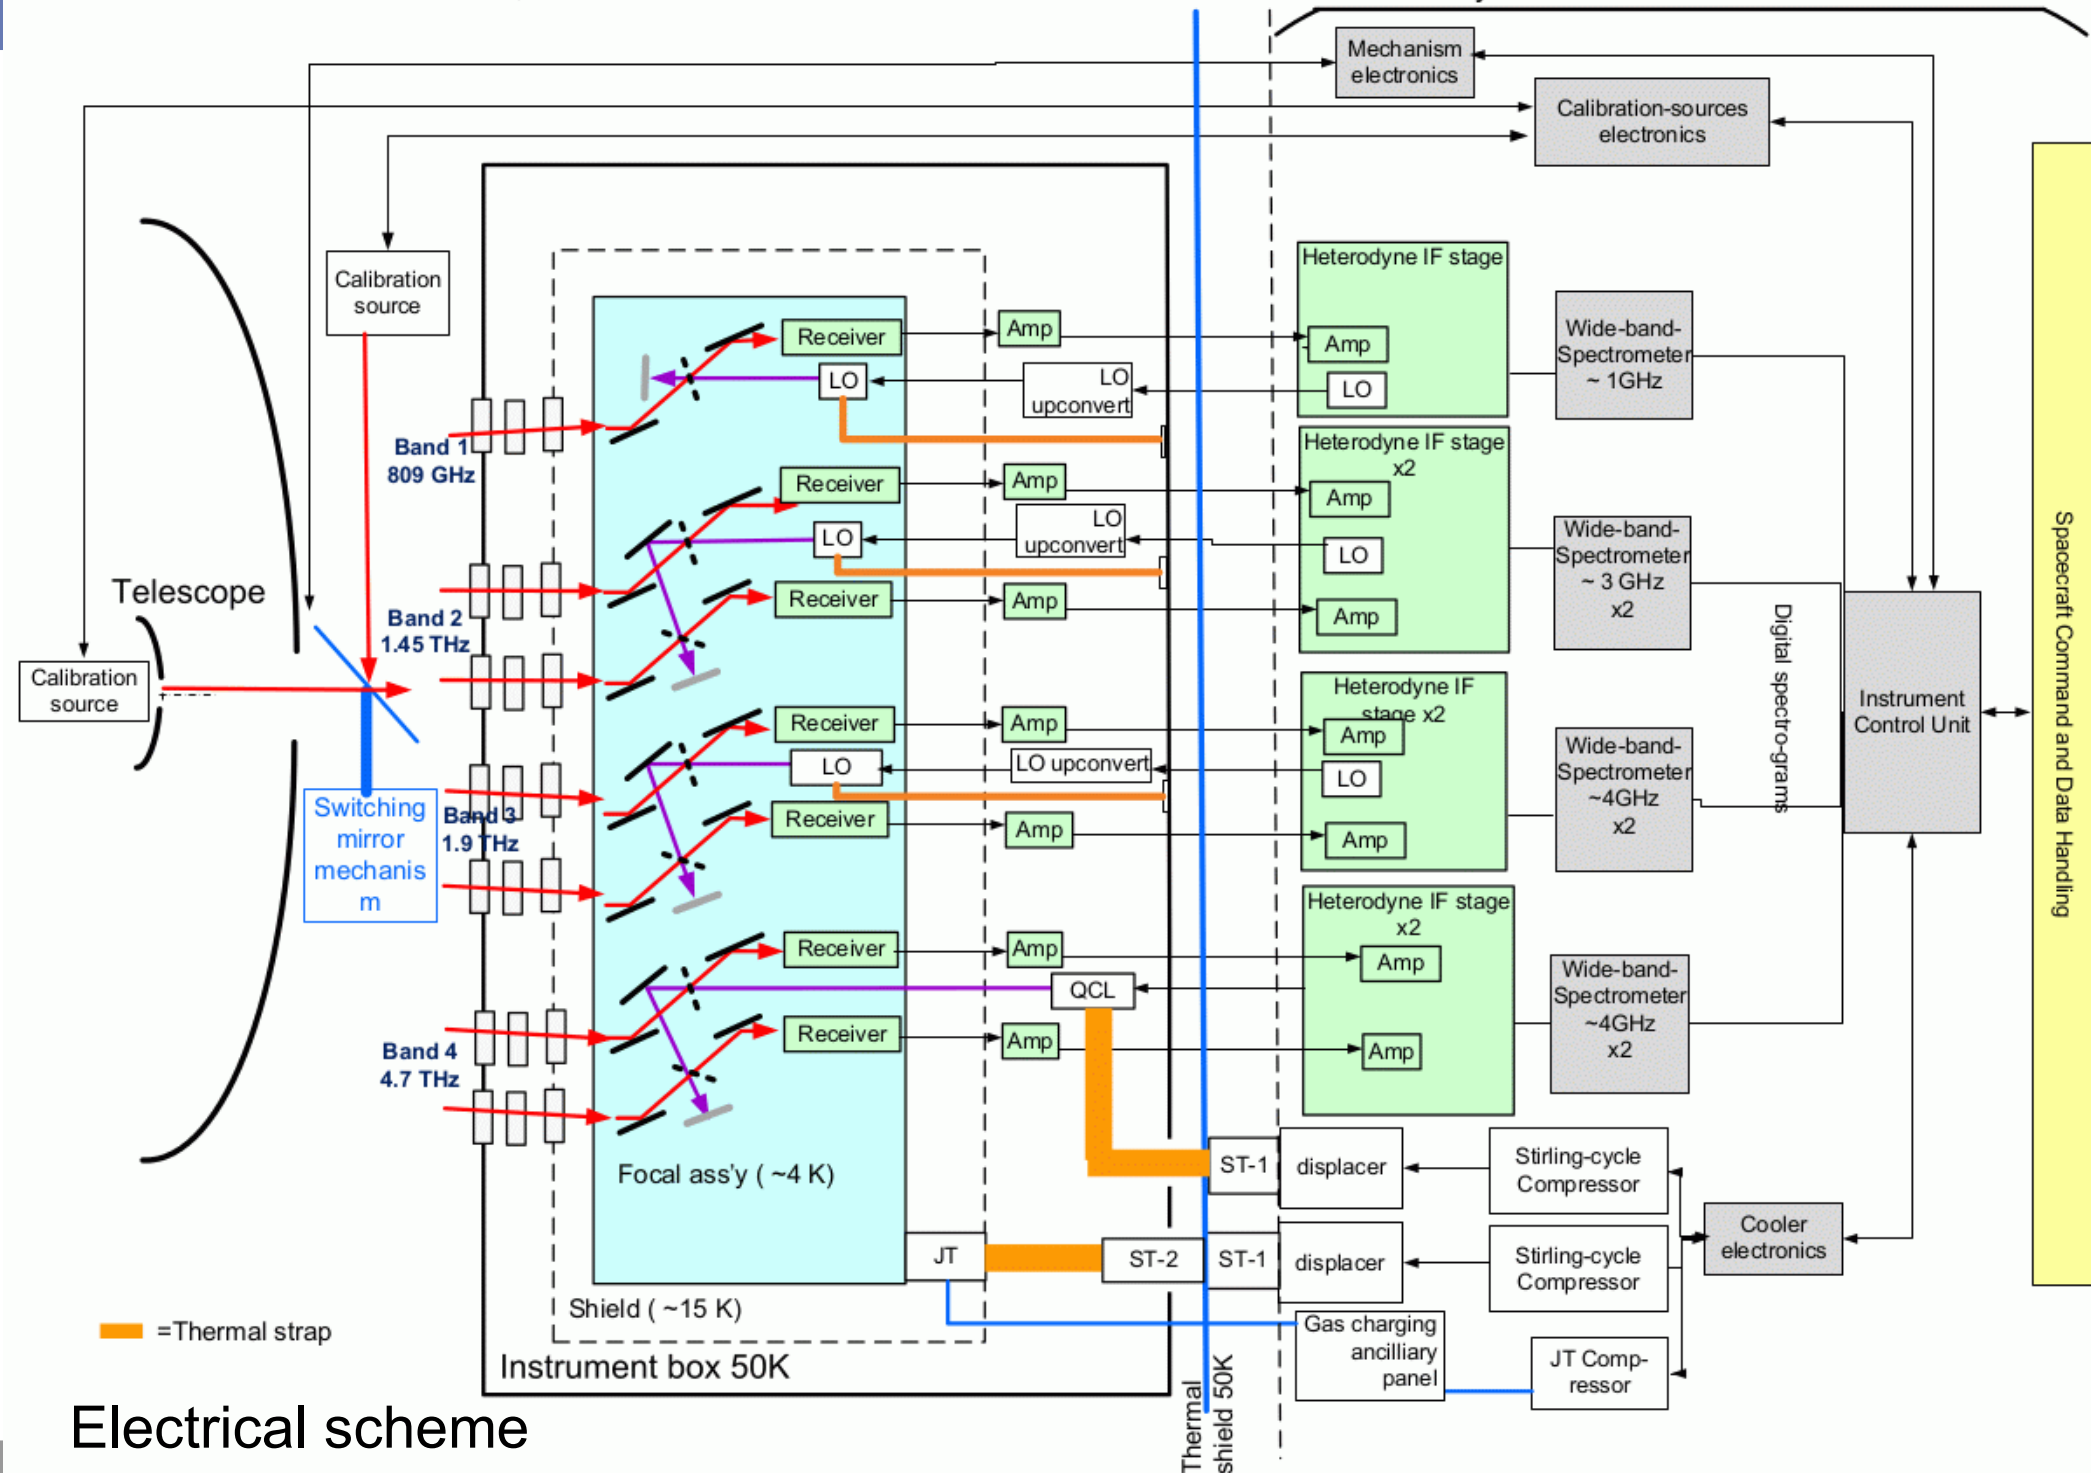 Mechanism
electronics
Calibration-sources
electronics
Calibration
source
Heterodyne IF stage
Receiver
Amp
Amp
Wide-band-
Spectrometer
~ 1GHz
LO
LO
upconvert
LO
Band 1
809 GHz
Heterodyne IF stage
x2
Receiver
Amp
Amp
LO
LO
upconvert
LO
Wide-band-
Spectrometer
~ 3 GHz
x2
Receiver
Amp
Amp
Band 2
1.45 THz
Telescope
Calibration
source
Digital spectro-grams
Instrument
Control Unit
Spacecraft Command and Data Handling
Heterodyne IF
stage x2
Receiver
Amp
Amp
LO
LO upconvert
LO
Wide-band-
Spectrometer
~4GHz
x2
Receiver
Amp
Amp
Switching
mirror
mechanis
m
Band 3
1.9 THz
Heterodyne IF stage
x2
Receiver
Amp
Amp
QCL
Wide-band-
Spectrometer
~4GHz
x2
Receiver
Amp
Amp
Band 4
4.7 THz
Focal ass'y ( ~4 K)
ST-1
displacer
Stirling-cycle
Compressor
Cooler
electronics
JT
ST-2
ST-1
displacer
Stirling-cycle
Compressor
Shield ( ~15 K)
Gas charging
ancilliary
panel
JT Comp-
ressor
=Thermal strap
Instrument box 50K
Thermal
shield 50K
Electrical scheme